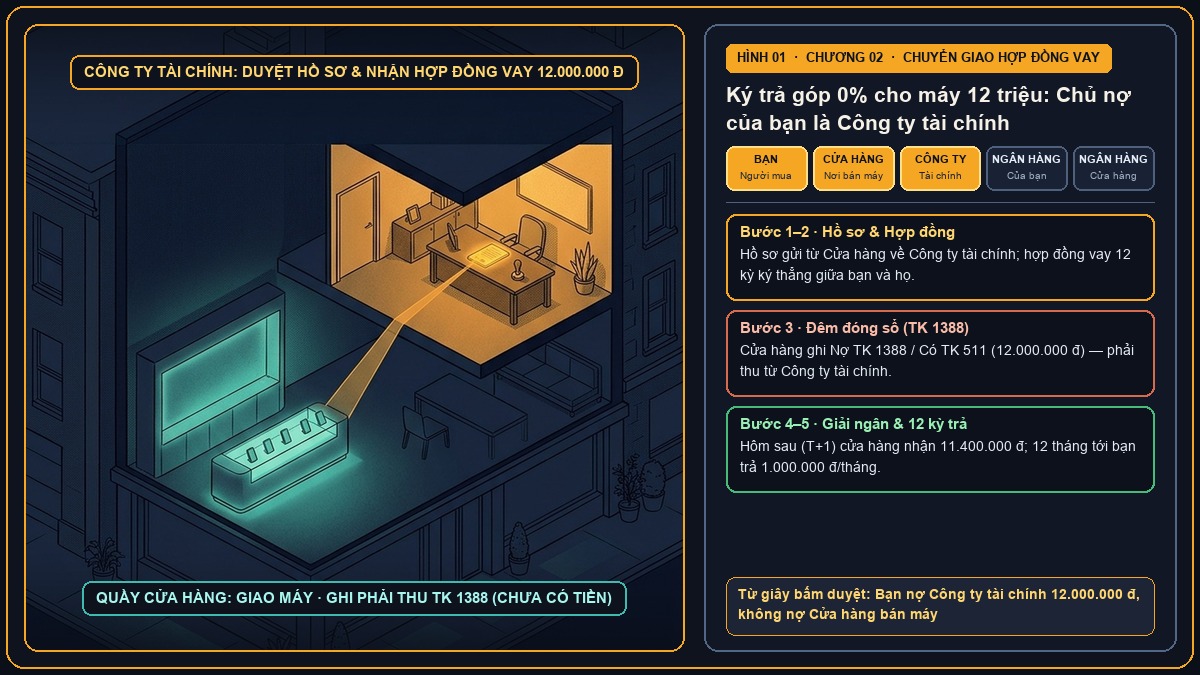 CÔNG TY TÀI CHÍNH: DUYỆT HỒ SƠ & NHẬN HỢP ĐỒNG VAY 12.000.000 Đ
QUẦY CỬA HÀNG: GIAO MÁY · GHI PHẢI THU TK 1388 (CHƯA CÓ TIỀN)
HÌNH 01 · CHƯƠNG 02 · CHUYỂN GIAO HỢP ĐỒNG VAY
Ký trả góp 0% cho máy 12 triệu: Chủ nợ
của bạn là Công ty tài chính
BẠN
Người mua
CỬA HÀNG
Nơi bán máy
CÔNG TY
Tài chính
NGÂN HÀNG
Của bạn
NGÂN HÀNG
Cửa hàng
Bước 1–2 · Hồ sơ & Hợp đồng
Hồ sơ gửi từ Cửa hàng về Công ty tài chính; hợp đồng vay 12
kỳ ký thẳng giữa bạn và họ.
Bước 3 · Đêm đóng sổ (TK 1388)
Cửa hàng ghi Nợ TK 1388 / Có TK 511 (12.000.000 đ) — phải
thu từ Công ty tài chính.
Bước 4–5 · Giải ngân & 12 kỳ trả
Hôm sau (T+1) cửa hàng nhận 11.400.000 đ; 12 tháng tới bạn
trả 1.000.000 đ/tháng.
Từ giây bấm duyệt: Bạn nợ Công ty tài chính 12.000.000 đ,
không nợ Cửa hàng bán máy